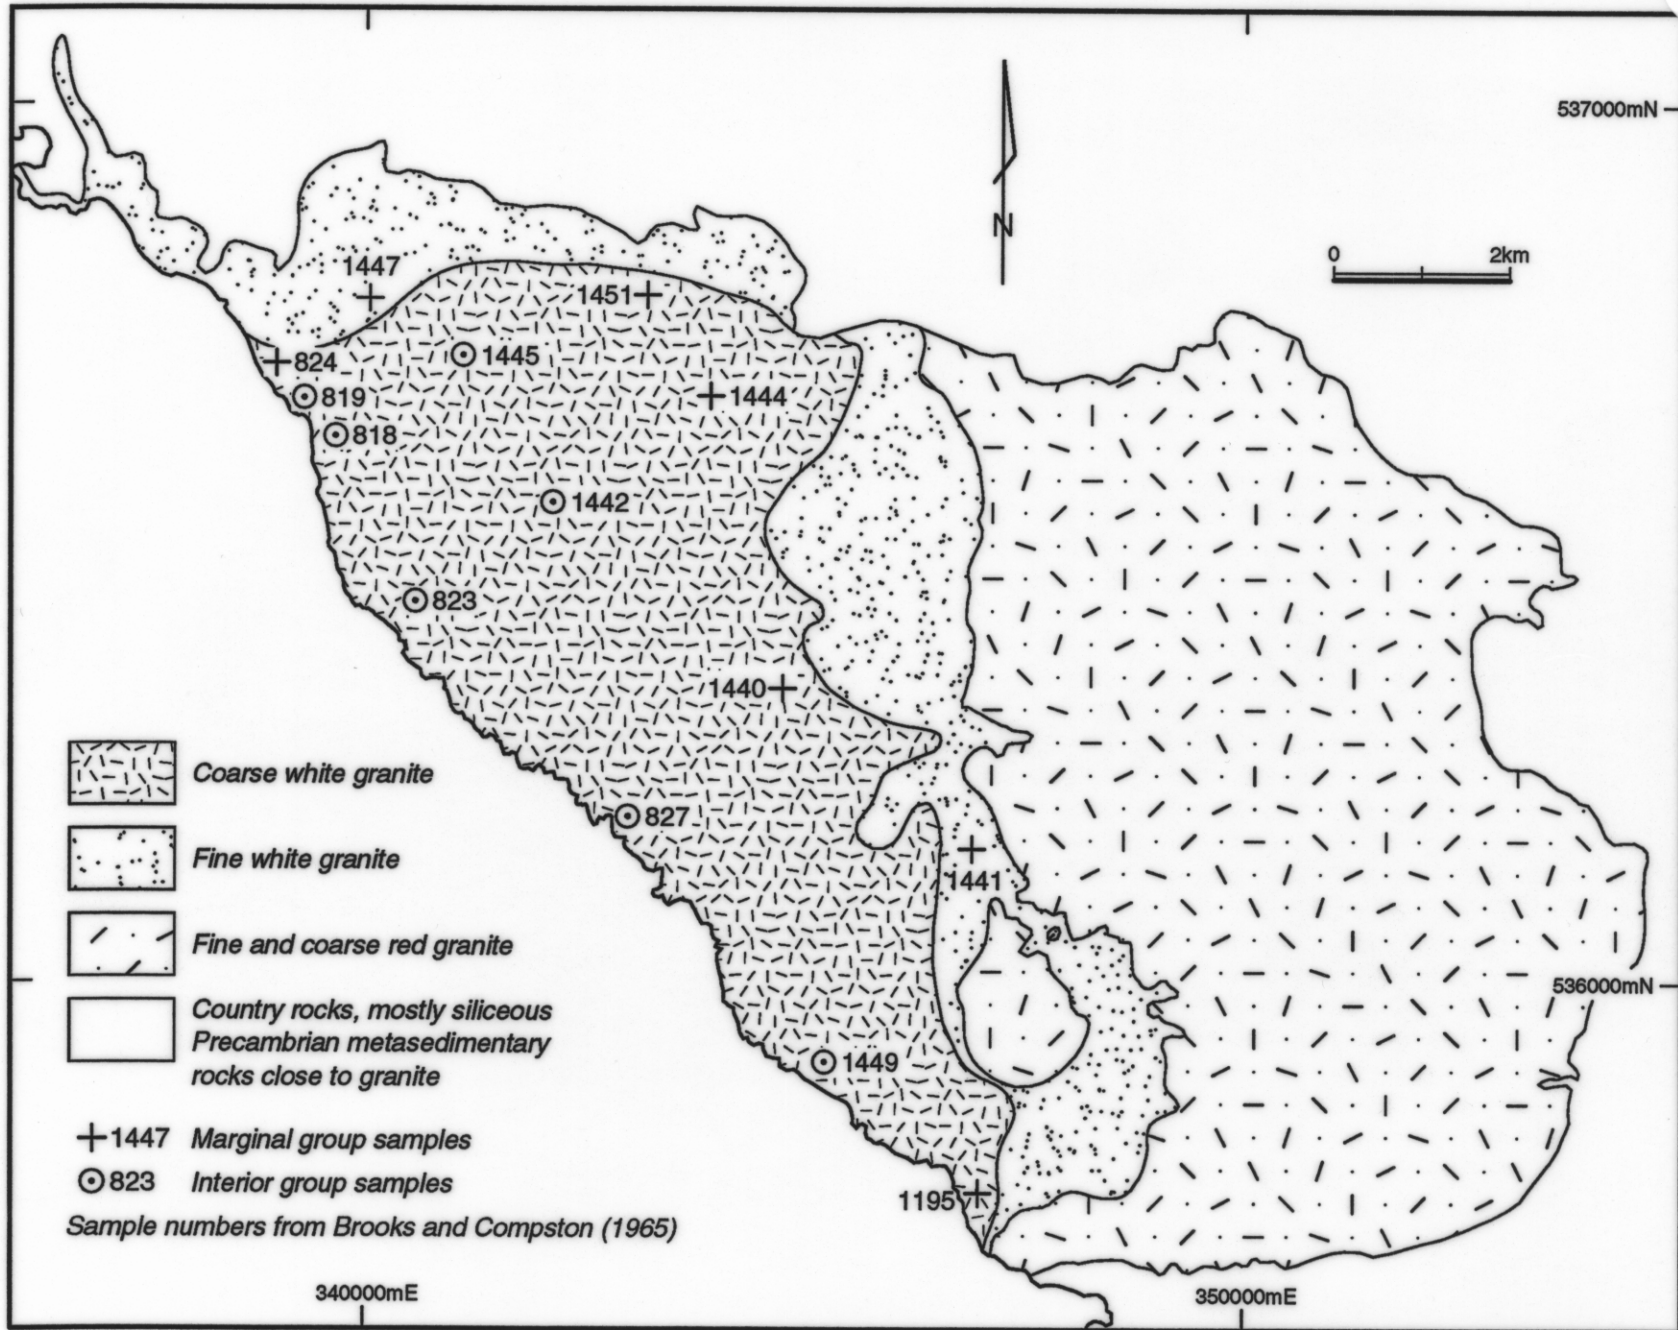 537000mN
N
0 2km
1447
1451
824
1445
819
1444
818
1442
823
1440
827
1441
536000mN
1449
1195
Coarse white granite
Fine white granite
Fine and coarse red granite
Country rocks, mostly siliceous
Precambrian metasedimentary
rocks close to granite
1447 Marginal group samples
823 Interior group samples
Sample numbers from Brooks and Compston (1965)
340000mE
350000mE